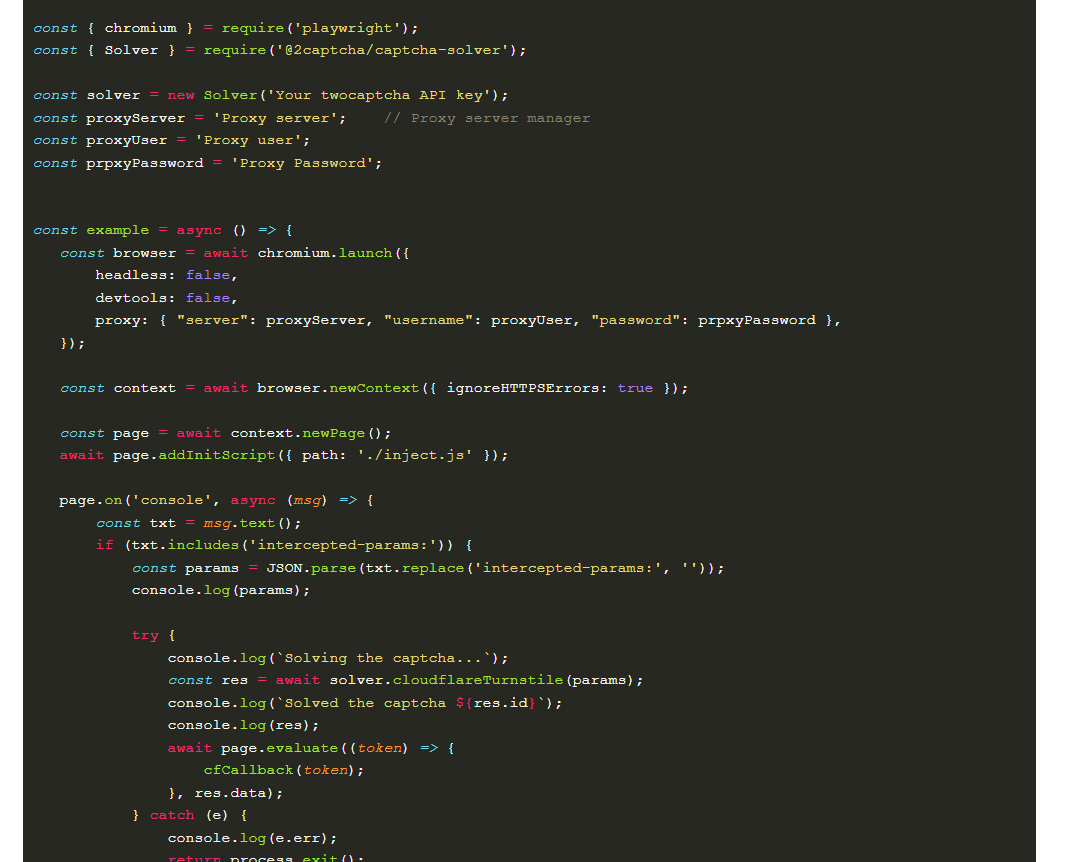 const { chromium } = require('playwright');
const { Solver } = require('@2captcha/captcha-solver');

const solver = new Solver('Your twocaptcha API key');
const proxyServer = 'Proxy server';    // Proxy server manager
const proxyUser = 'Proxy user';
const prpxyPassword = 'Proxy Password';


const example = async () => {
   const browser = await chromium.launch({
       headless: false,
       devtools: false,
       proxy: { "server": proxyServer, "username": proxyUser, "password": prpxyPassword },
   });

   const context = await browser.newContext({ ignoreHTTPSErrors: true });

   const page = await context.newPage();
   await page.addInitScript({ path: './inject.js' });

   page.on('console', async (msg) => {
       const txt = msg.text();
       if (txt.includes('intercepted-params:')) {
           const params = JSON.parse(txt.replace('intercepted-params:', ''));
           console.log(params);

           try {
               console.log(`Solving the captcha...`);
               const res = await solver.cloudflareTurnstile(params);
               console.log(`Solved the captcha ${res.id}`);
               console.log(res);
               await page.evaluate((token) => {
                   cfCallback(token);
               }, res.data);
           } catch (e) {
               console.log(e.err);
               return process.exit();